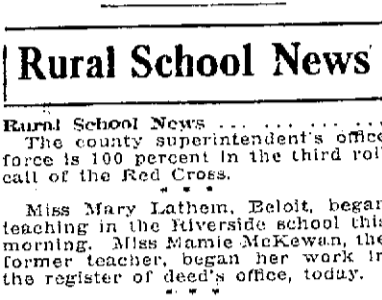 Rural School News
Rural School News . . . . . . . . . . .
The county superintendent's office
force is 100 percent in the third roll
call of the Red Cross.
* * *
Miss Mary Lathem, Beloit, began
teaching in the Riverside school this
morning. Miss Mamie McKewan, the
former teacher, began her work in
the register of deed's office, today.
* * *